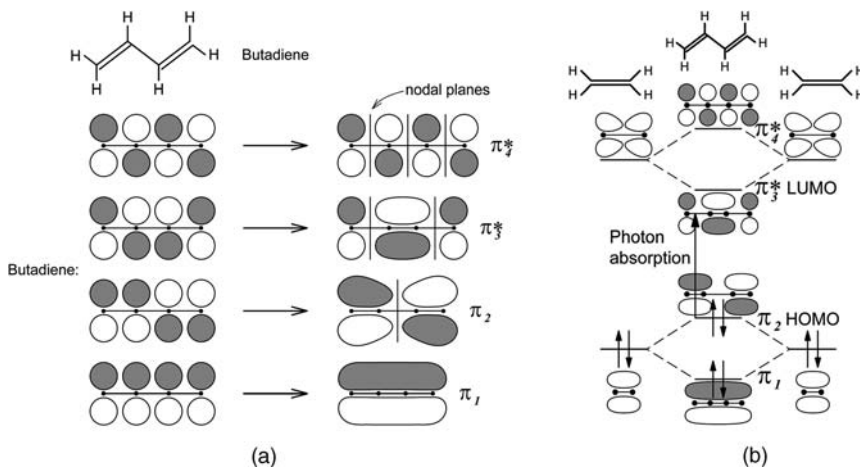 H
H
H
Butadiene
H
H
H
nodal planes
π*4
π*3
Butadiene:
π2
π1
(a)
H
H
H
H
H
H
H
H
H
H
H
H
H
H
π*4
π*3 LUMO
Photon
absorption
π2 HOMO
π1
(b)